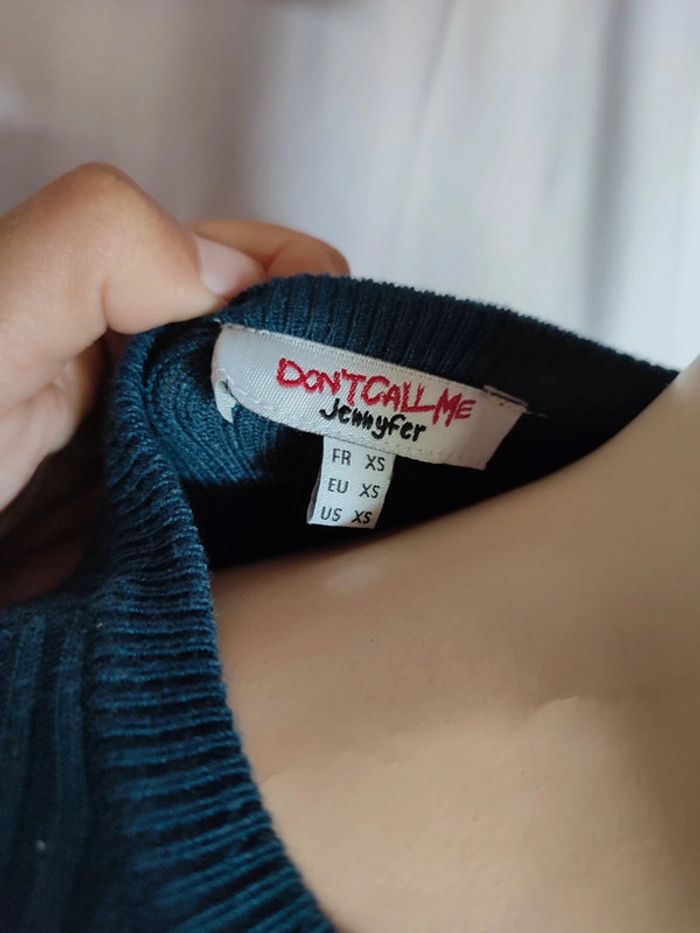 DON'T CALL ME
Jennyfer
FR XS
EU XS
US XS